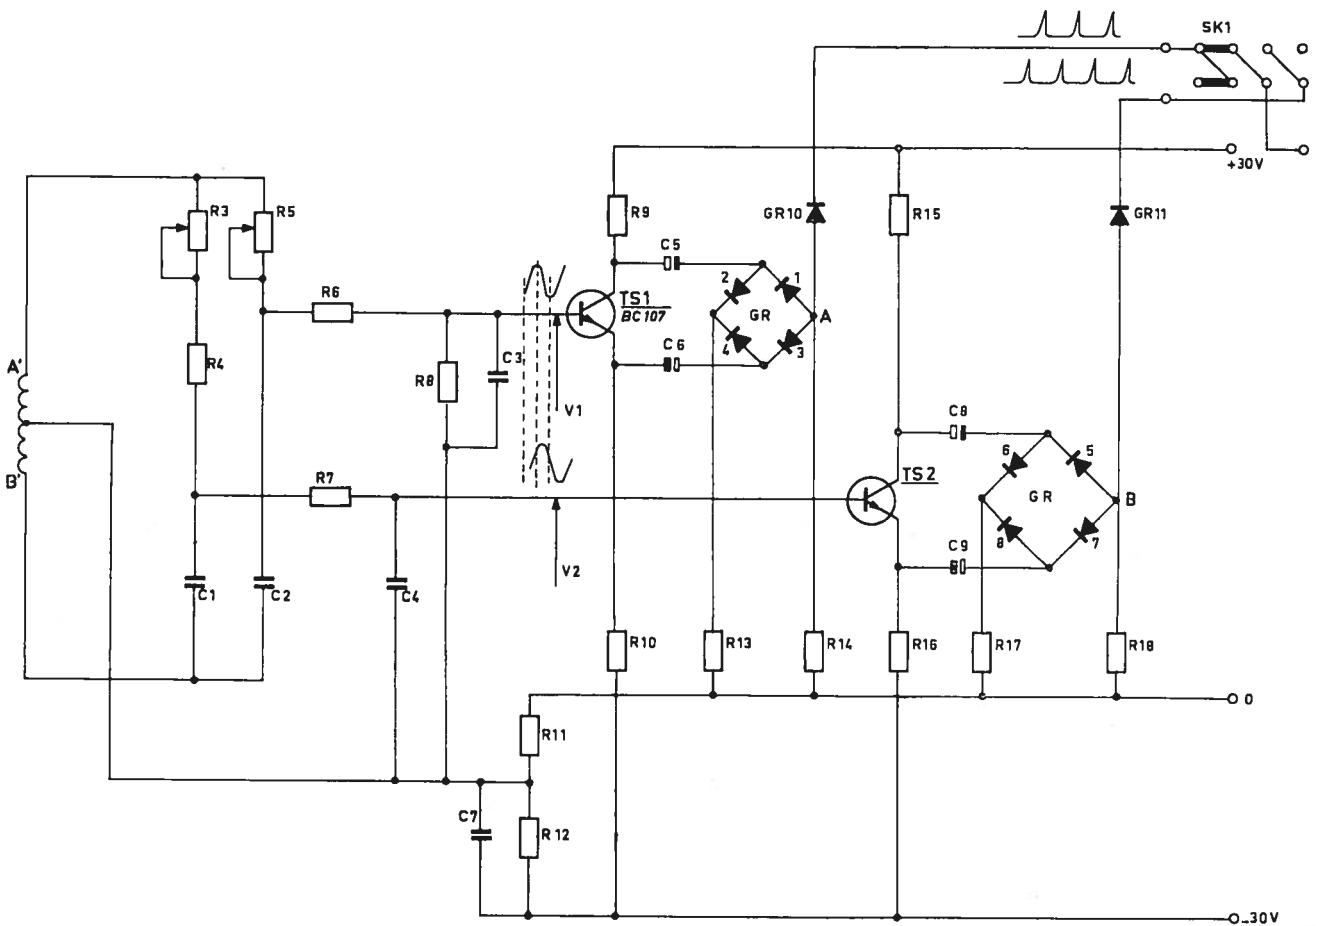 SK1
+30V
R3
R5
R9
GR10
R15
GR11
C5
2
1
R6
TS1
BC107
GR
A
4
3
C6
A'
R4
R8
C3
V1
C8
6
5
B'
R7
TS2
GR
B
8
7
C9
V2
C1
C2
C4
R10
R13
R14
R16
R17
R18
0
R11
C7
R12
-30V